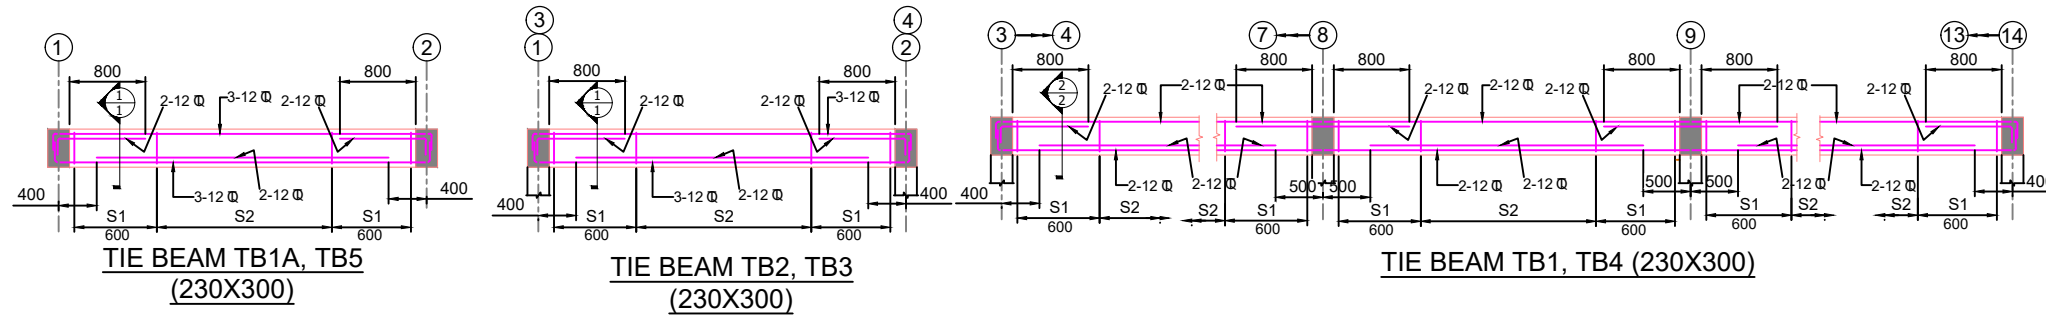 1 2
800 800
1
1
2-12 Ҭ 3-12 Ҭ 2-12 Ҭ
400 3-12 Ҭ 2-12 Ҭ 400
S1 S2 S1
600 600
TIE BEAM TB1A, TB5
(230X300)
3 4
1 2
800 800
1
1
2-12 Ҭ 2-12 Ҭ 3-12 Ҭ
400 3-12 Ҭ 2-12 Ҭ 400
S1 S2 S1
600 600
TIE BEAM TB2, TB3
(230X300)
3 4 7 8 9 13 14
800 800 800 800 800 800
2
2
2-12 Ҭ 2-12 Ҭ 2-12 Ҭ 2-12 Ҭ 2-12 Ҭ 2-12 Ҭ 2-12 Ҭ
400 2-12 Ҭ 2-12 Ҭ 500 500 2-12 Ҭ 2-12 Ҭ 500 500 2-12 Ҭ 2-12 Ҭ 400
S1 S2 S2 S1 S1 S2 S1 S1 S2 S2 S1
600 600 600 600 600 600
TIE BEAM TB1, TB4 (230X300)